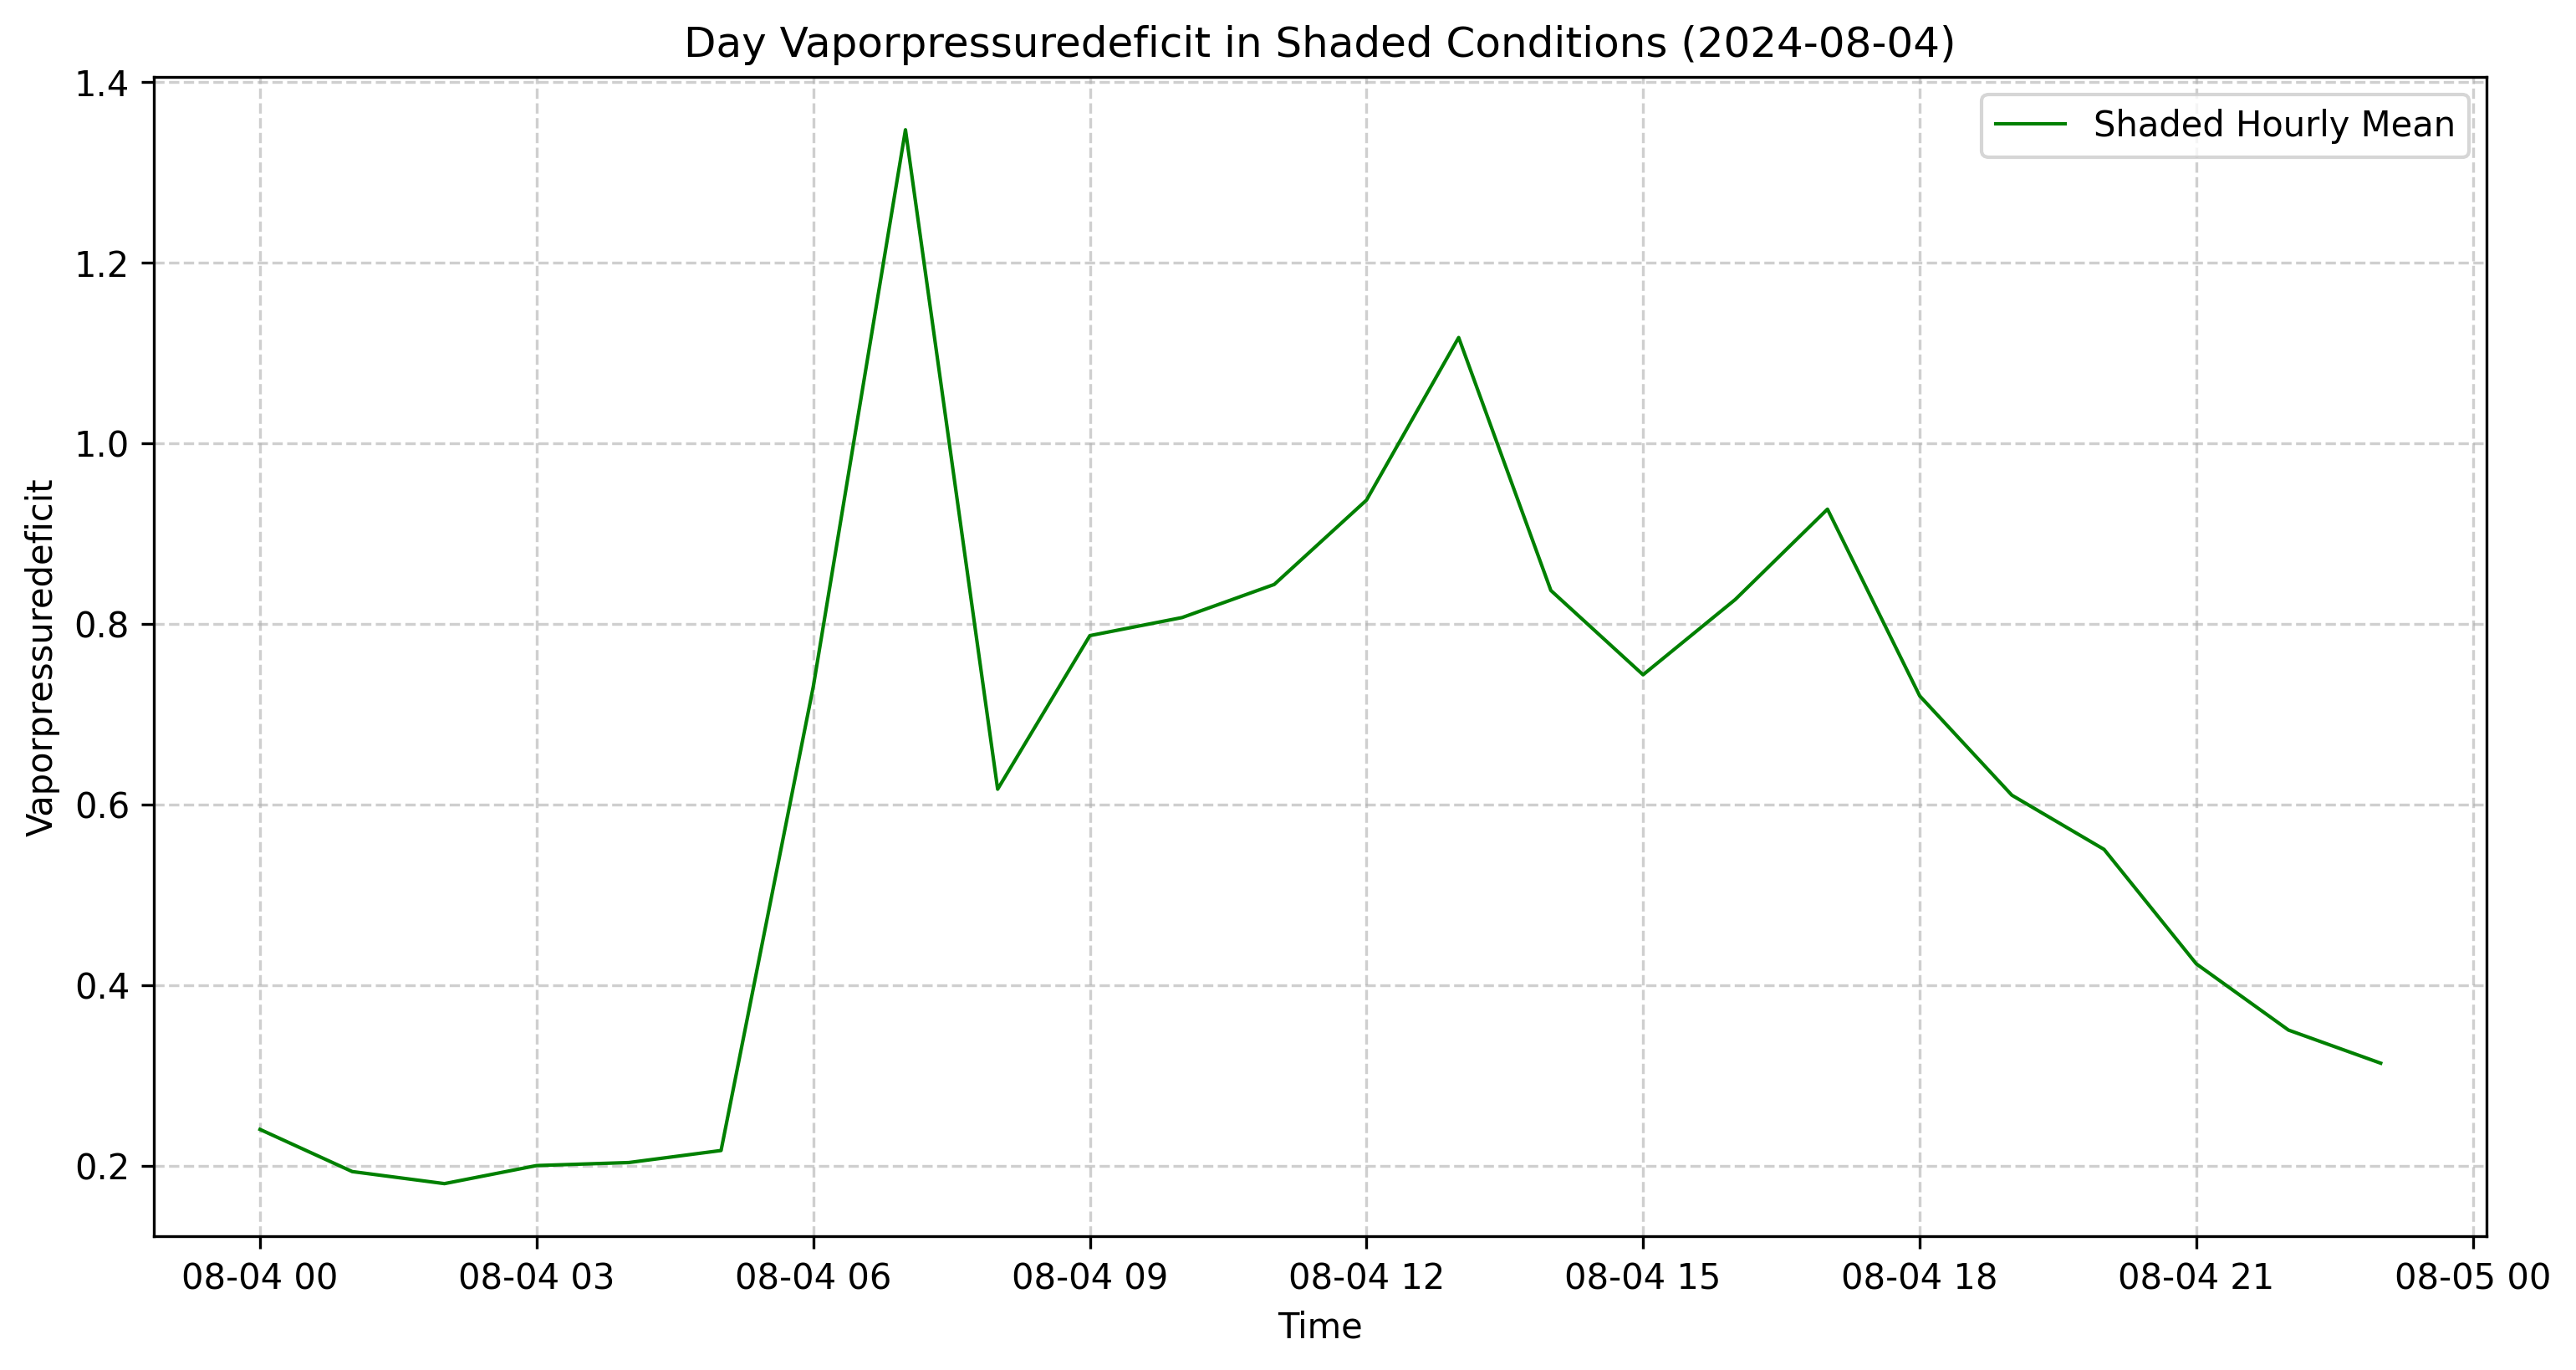 Day Vaporpressuredeficit in Shaded Conditions (2024-08-04)
Shaded Hourly Mean
Vaporpressuredeficit
1.4
1.2
1.0
0.8
0.6
0.4
0.2
08-04 00 08-04 03 08-04 06 08-04 09 08-04 12 08-04 15 08-04 18 08-04 21 08-05 00
Time